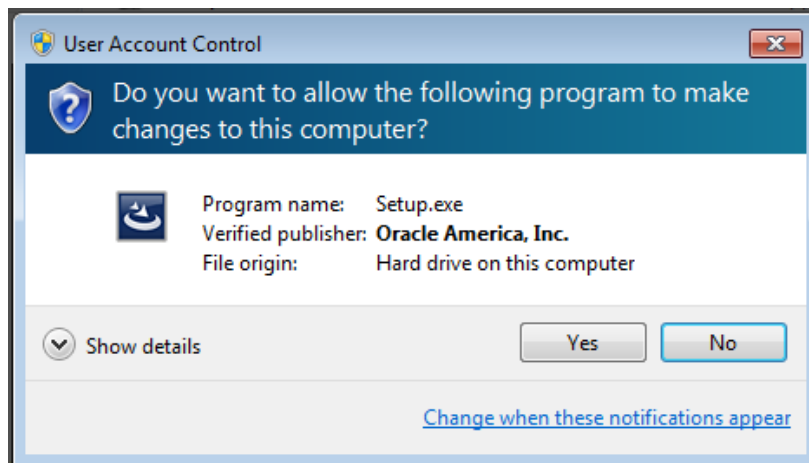 User Account Control
Do you want to allow the following program to make
changes to this computer?
Program name: Setup.exe
Verified publisher: Oracle America, Inc.
File origin: Hard drive on this computer
Show details
Yes
No
Change when these notifications appear